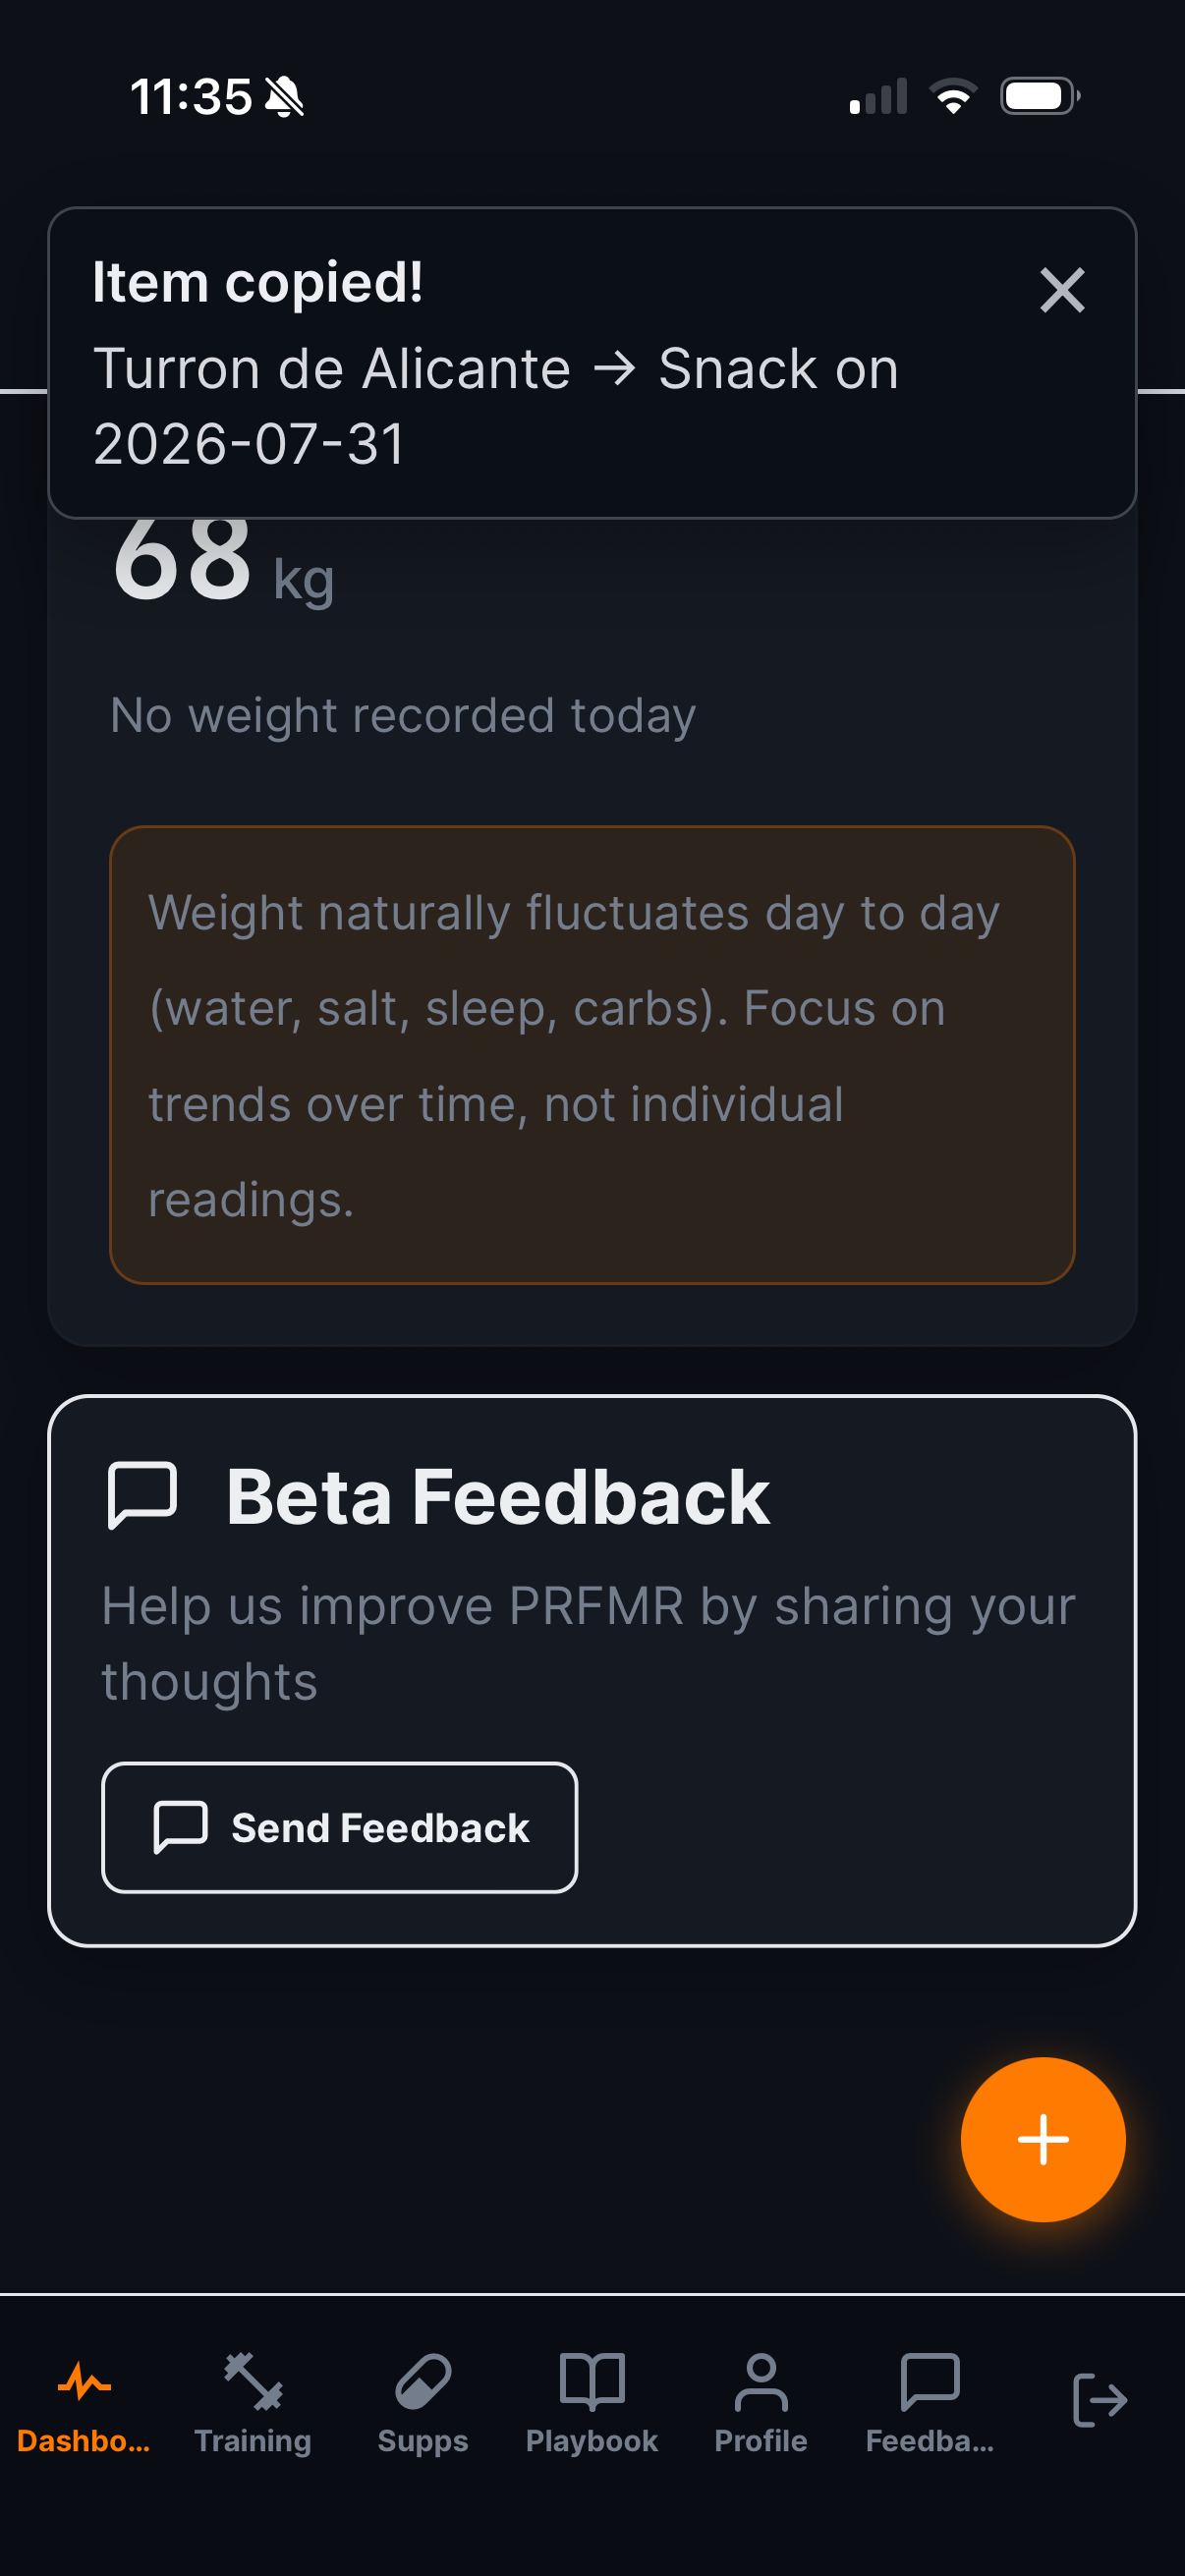 11:35
Item copied!
Turron de Alicante → Snack on
2026-07-31
68 kg
No weight recorded today
Weight naturally fluctuates day to day
(water, salt, sleep, carbs). Focus on
trends over time, not individual
readings.
Beta Feedback
Help us improve PRFMR by sharing your
thoughts
Send Feedback
Dashbo...
Training
Supps
Playbook
Profile
Feedba...